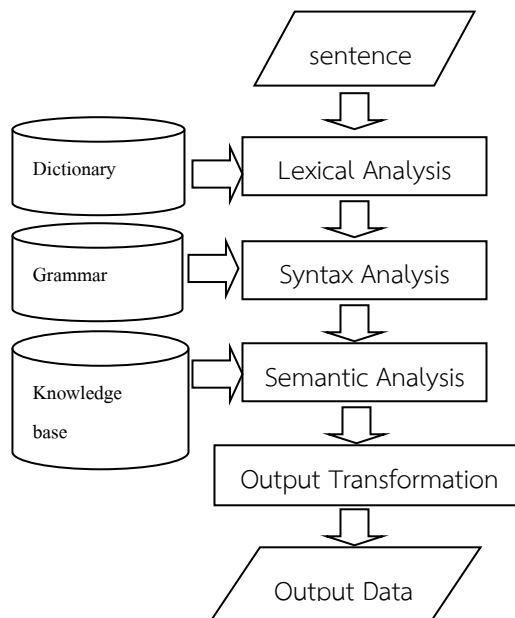 sentence
Dictionary
Lexical Analysis
Grammar
Syntax Analysis
Knowledge
base
Semantic Analysis
Output Transformation
Output Data